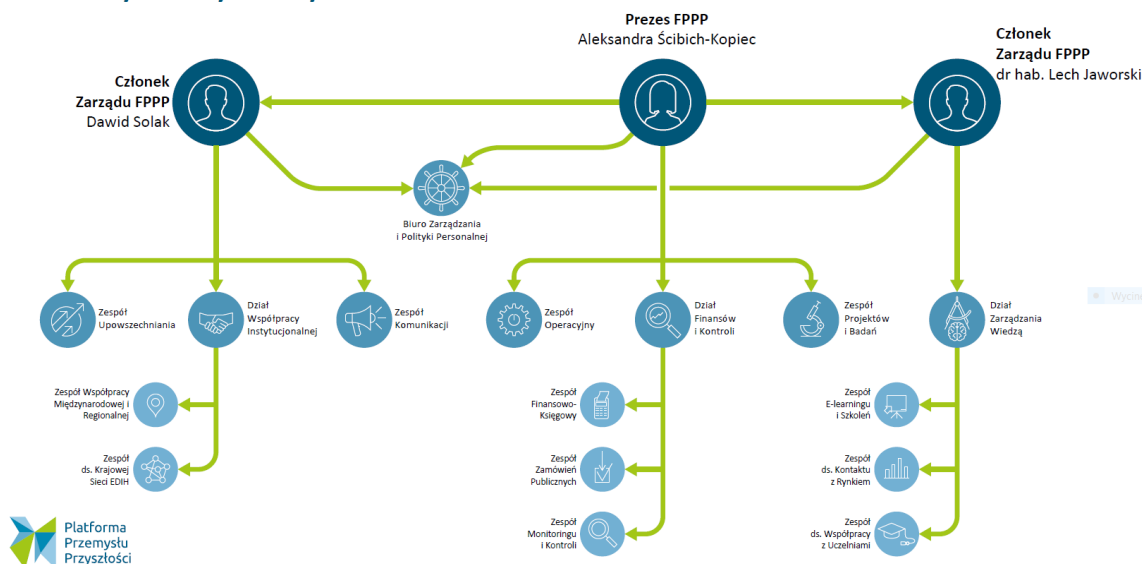 Prezes FPPP
Aleksandra Ścibich-Kopiec
Członek
Zarządu FPPP
dr hab. Lech Jaworski
Członek
Zarządu FPPP
Dawid Solak
Biuro Zarządzania
i Polityki Personalnej
Zespół
Upowszechniania
Dział
Współpracy
Instytucjonalnej
Zespół
Komunikacji
Zespół
Operacyjny
Dział
Finansów
i Kontroli
Zespół
Projektów
i Badań
Dział
Zarządzania
Wiedzą
Zespół Współpracy
Międzynarodowej i
Regionalnej
Zespół
ds. Krajowej
Sieci EDIH
Zespół
Finansowo-
Księgowy
Zespół
Zamówień
Publicznych
Zespół
Monitoringu
i Kontroli
Zespół
E-learningu
i Szkoleń
Zespół
ds. Kontaktu
z Rynkiem
Zespół
ds. Współpracy
z Uczelniami
Platforma
Przemysłu
Przyszłości